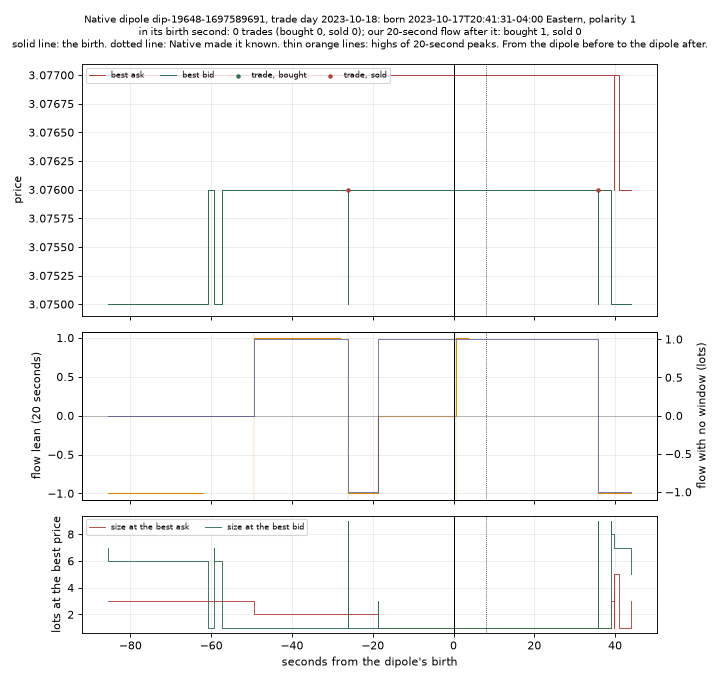 Native dipole dip-19648-1697589691, trade day 2023-10-18: born 2023-10-17T20:41:31-04:00 Eastern, polarity 1
in its birth second: 0 trades (bought 0, sold 0); our 20-second flow after it: bought 1, sold 0
solid line: the birth. dotted line: Native made it known. thin orange lines: highs of 20-second peaks. From the dipole before to the dipole after.
best ask
best bid
trade, bought
trade, sold
3.07700
3.07675
3.07650
3.07625
3.07600
3.07575
3.07550
3.07525
3.07500
price
1.0
0.5
0.0
−0.5
−1.0
flow lean (20 seconds)
1.0
0.5
0.0
−0.5
−1.0
flow with no window (lots)
size at the best ask
size at the best bid
8
6
4
2
lots at the best price
−80
−60
−40
−20
0
20
40
seconds from the dipole's birth